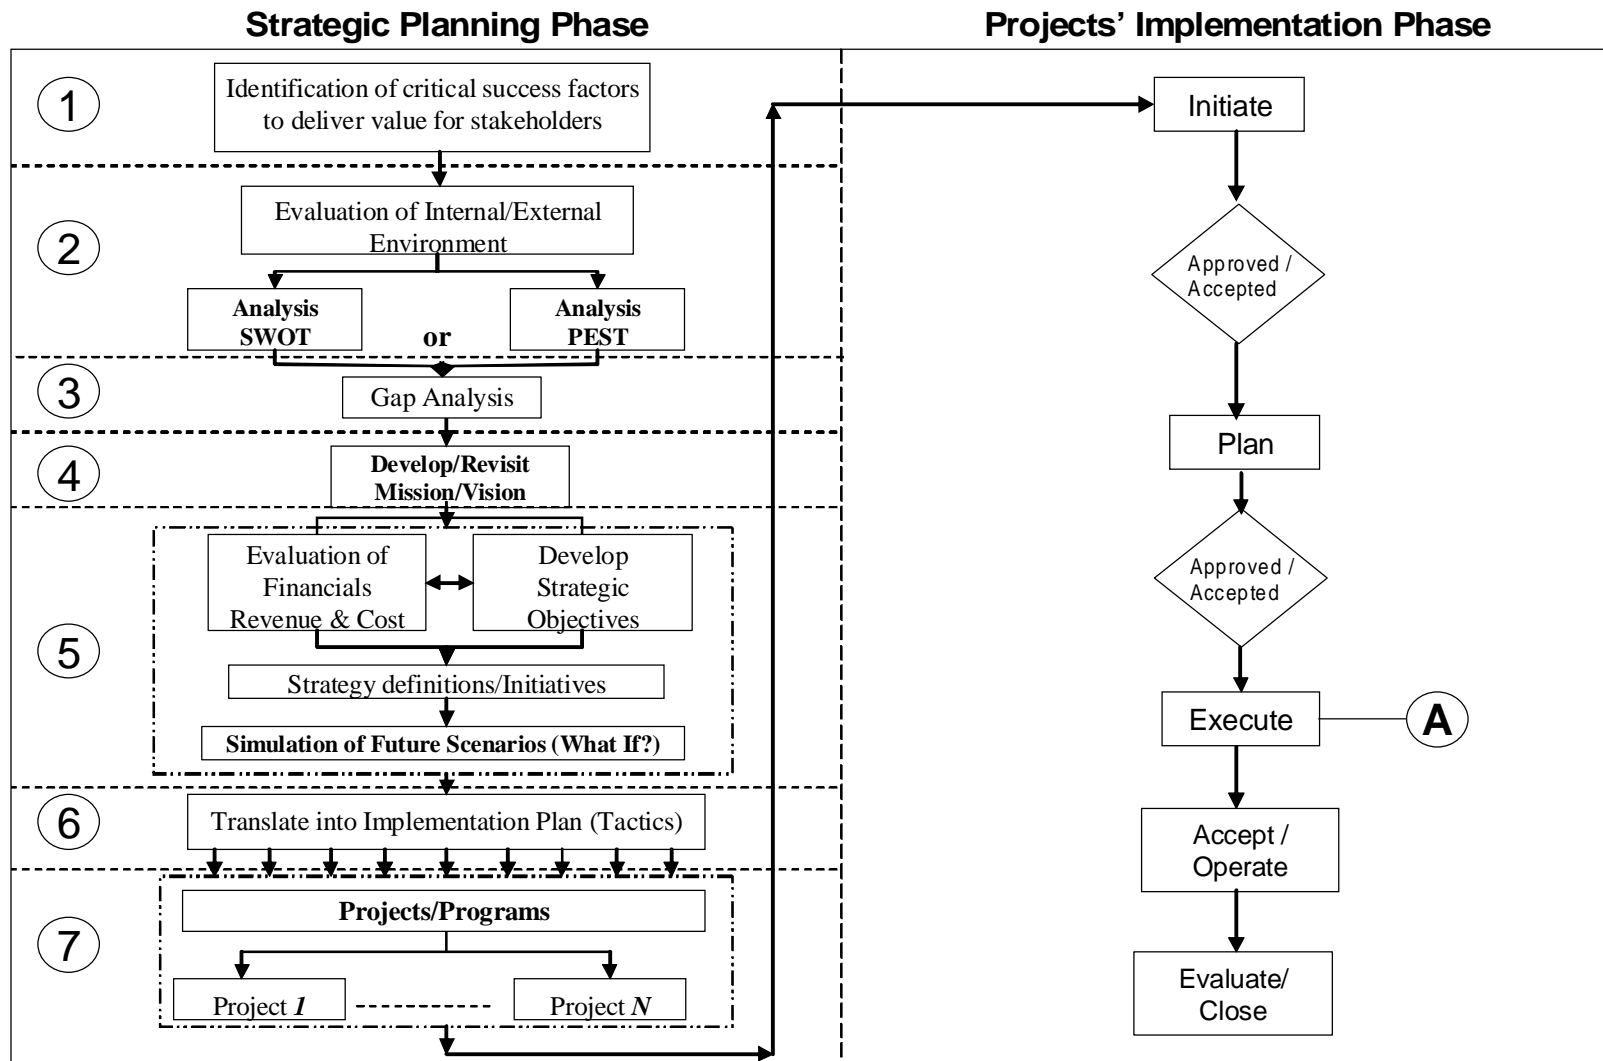 Strategic Planning Phase
Projects’ Implementation Phase
1
Identification of critical success factors
to deliver value for stakeholders
2
Evaluation of Internal/External
Environment
Analysis
SWOT
or
Analysis
PEST
3
Gap Analysis
4
Develop/Revisit
Mission/Vision
5
Evaluation of
Financials
Revenue & Cost
Develop
Strategic
Objectives
Strategy definitions/Initiatives
Simulation of Future Scenarios (What If?)
6
Translate into Implementation Plan (Tactics)
7
Projects/Programs
Project 1
Project N
Initiate
Approved /
Accepted
Plan
Approved /
Accepted
Execute
A
Accept /
Operate
Evaluate/
Close